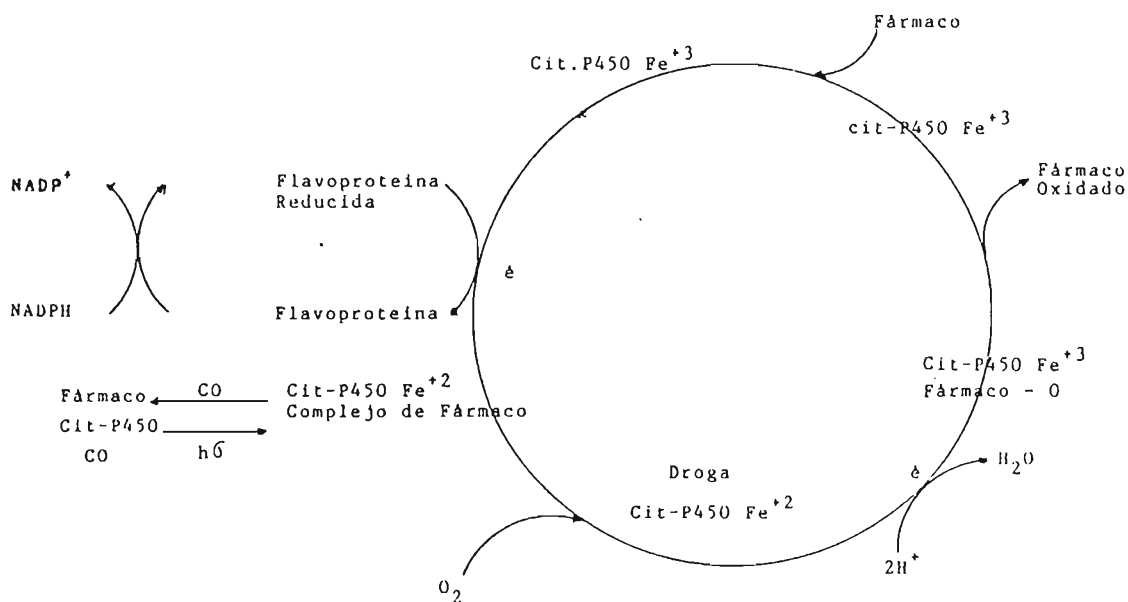 Fármaco
Cit.P450 Fe+3
cit-P450 Fe+3
NADP+
Flavoproteina
Reducida
Fármaco
Oxidado
è
NADPH
Flavoproteina
Cit-P450 Fe+3
Fármaco - O
Fármaco
CO
Cit-P450 Fe+2
Complejo de Fármaco
Cit-P450
CO
hσ
Droga
Cit-P450 Fe+2
è
H2O
O2
2H+